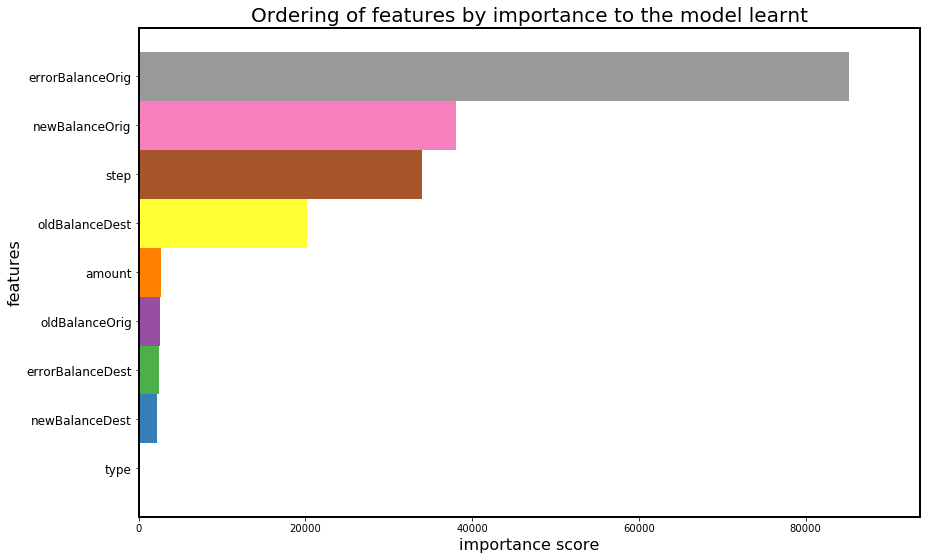 Ordering of features by importance to the model learnt
errorBalanceOrig
newBalanceOrig
step
oldBalanceDest
amount
oldBalanceOrig
errorBalanceDest
newBalanceDest
type
features
0 20000 40000 60000 80000
importance score